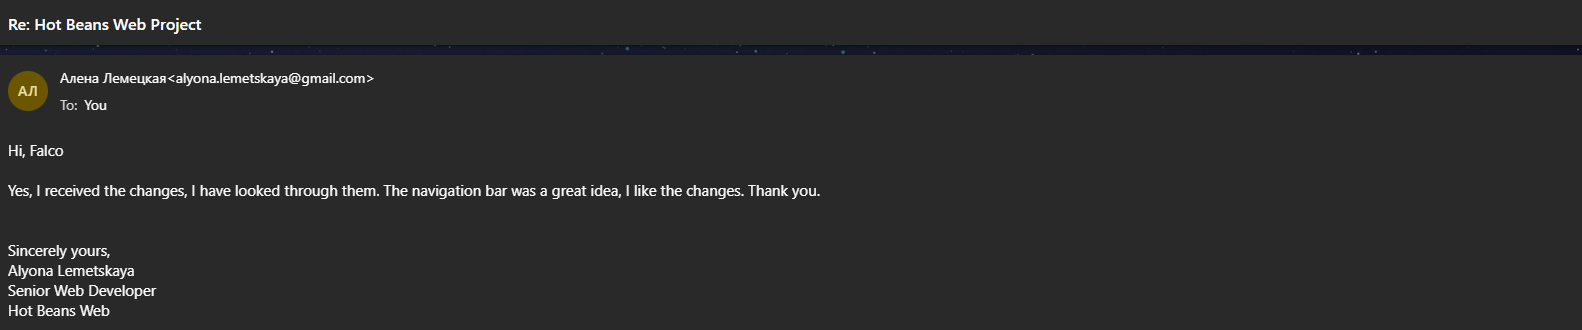 Re: Hot Beans Web Project
АЛ
Алена Лемецкая<alyona.lemetskaya@gmail.com>
To: You
Hi, Falco
Yes, I received the changes, I have looked through them. The navigation bar was a great idea, I like the changes. Thank you.
Sincerely yours,
Alyona Lemetskaya
Senior Web Developer
Hot Beans Web